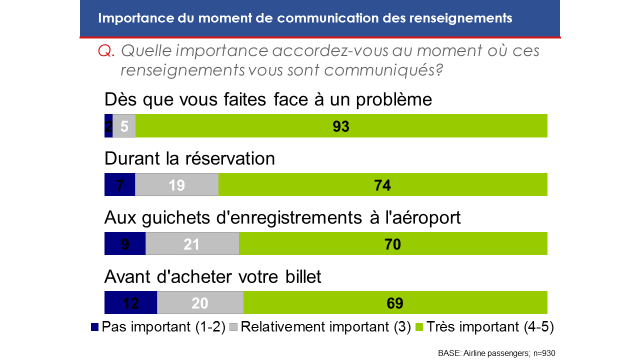 Importance du moment de communication des renseignements
Q. Quelle importance accordez-vous au moment où ces
renseignements vous sont communiqués?
Dès que vous faites face à un problème
2 5 93
Durant la réservation
7 19 74
Aux guichets d'enregistrements à l'aéroport
9 21 70
Avant d'acheter votre billet
12 20 69
Pas important (1-2) Relativement important (3) Très important (4-5)
BASE: Airline passengers; n=930